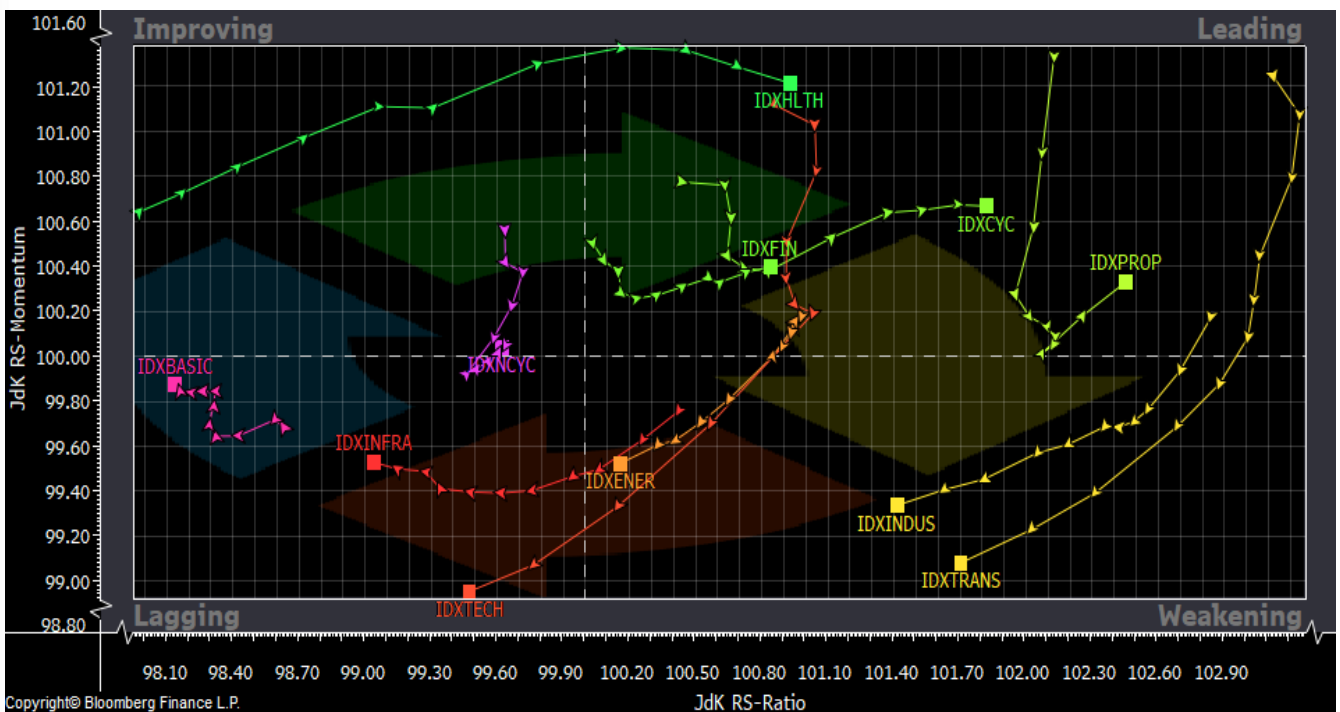 101.60
Improving
Leading
101.20
IDXHLTH
101.00
100.80
100.60
IDXCYC
IDXFIN
100.40
IDXPROP
100.20
100.00
IDXBASIC
IDXNCYC
99.80
99.60
IDXINFRA
IDXENER
99.40
IDXINDUS
99.20
IDXTRANS
99.00
IDXTECH
98.80
Lagging
Weakening
JdK RS-Momentum
98.10 98.40 98.70 99.00 99.30 99.60 99.90 100.20 100.50 100.80 101.10 101.40 101.70 102.00 102.30 102.60 102.90
Copyright© Bloomberg Finance L.P.
JdK RS-Ratio